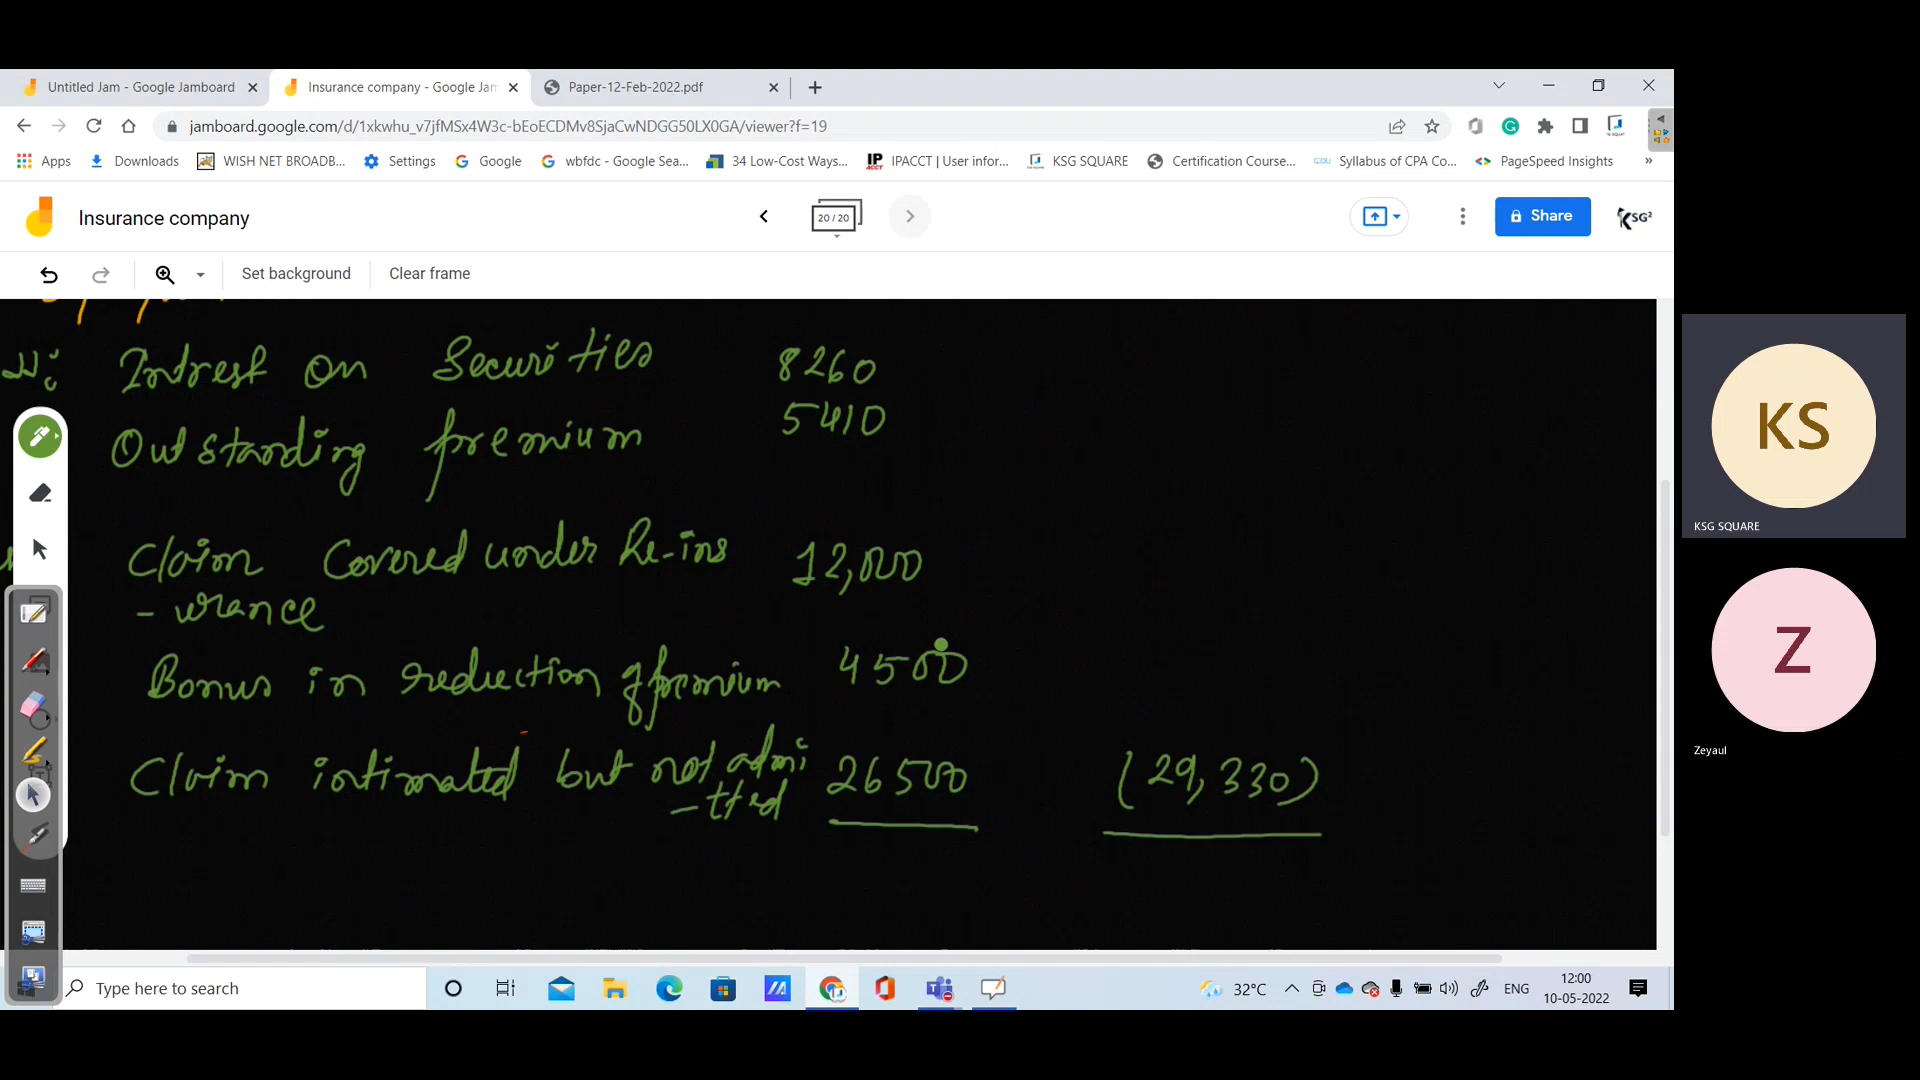 Untitled Jam - Google Jamboard
Insurance company - Google Jam
Paper-12-Feb-2022.pdf
jamboard.google.com/d/1xkwhu_v7jfMSx4W3c-bEoECDMv8SjaCwNDGG50LX0GA/viewer?f=19
Apps
Downloads
WISH NET BROADB...
Settings
Google
wbfdc - Google Sea...
34 Low-Cost Ways...
IPACCT | User infor...
KSG SQUARE
Certification Course...
Syllabus of CPA Co...
PageSpeed Insights
Insurance company
20 / 20
Share
KSG²
Set background
Clear frame
Intrest On Securities 8260
Outstanding premium 5410
Claim Covered under Re-ins 12,000
- urance
Bonus in reduction of premium 4500
Claim intimated but not admi 26500 (29,330)
- tted
KS
KSG SQUARE
Z
Zeyaul
Type here to search
32°C
ENG
12:00
10-05-2022